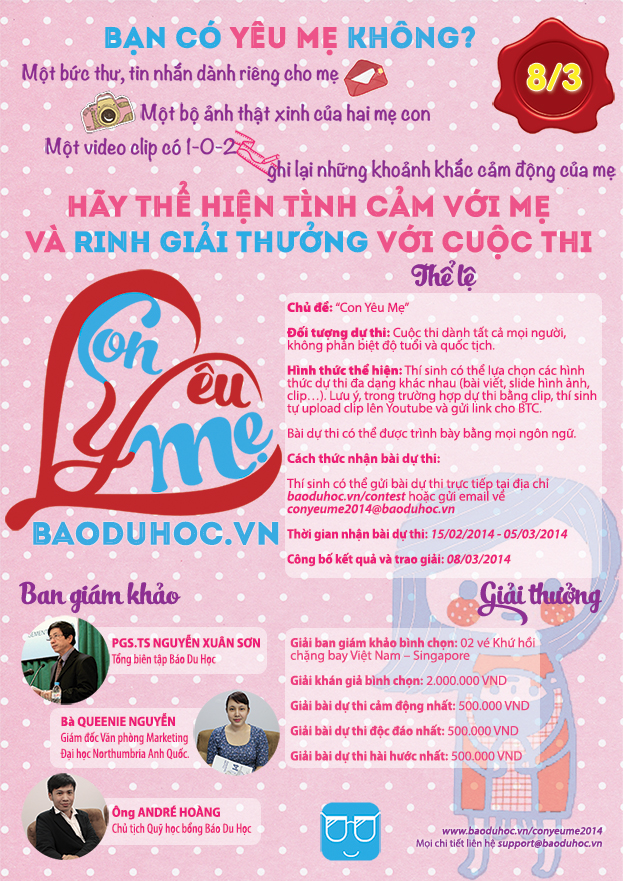 BẠN CÓ YÊU MẸ KHÔNG?
Một bức thư, tin nhắn dành riêng cho mẹ
8/3
Một bộ ảnh thật xinh của hai mẹ con
Một video clip có 1-0-2
ghi lại những khoảnh khắc cảm động của mẹ
HÃY THỂ HIỆN TÌNH CẢM VỚI MẸ
VÀ RINH GIẢI THƯỞNG VỚI CUỘC THI
Con
Yêu
mẹ
BAODUHOC.VN
Thể lệ
Chủ đề: “Con Yêu Mẹ”
Đối tượng dự thi: Cuộc thi dành tất cả mọi người,
không phân biệt độ tuổi và quốc tịch.
Hình thức thể hiện: Thí sinh có thể lựa chọn các hình
thức dự thi đa dạng khác nhau (bài viết, slide hình ảnh,
clip…). Lưu ý, trong trường hợp dự thi bằng clip, thí sinh
tự upload clip lên Youtube và gửi link cho BTC.
Bài dự thi có thể được trình bày bằng mọi ngôn ngữ.
Cách thức nhận bài dự thi:
Thí sinh có thể gửi bài dự thi trực tiếp tại địa chỉ
baoduhoc.vn/contest hoặc gửi email về
conyeume2014@baoduhoc.vn
Thời gian nhận bài dự thi: 15/02/2014 - 05/03/2014
Công bố kết quả và trao giải: 08/03/2014
Ban giám khảo
PGS.TS NGUYỄN XUÂN SƠN
Tổng biên tập Báo Du Học
Bà QUEENIE NGUYỄN
Giám đốc Văn phòng Marketing
Đại học Northumbria Anh Quốc.
Ông ANDRÉ HOÀNG
Chủ tịch Quỹ học bổng Báo Du Học
Giải thưởng
Giải ban giám khảo bình chọn: 02 vé Khứ hồi
chặng bay Việt Nam – Singapore
Giải khán giả bình chọn: 2.000.000 VND
Giải bài dự thi cảm động nhất: 500.000 VND
Giải bài dự thi độc đáo nhất: 500.000 VND
Giải bài dự thi hài hước nhất: 500.000 VND
www.baoduhoc.vn/conyeume2014
Mọi chi tiết liên hệ support@baoduhoc.vn